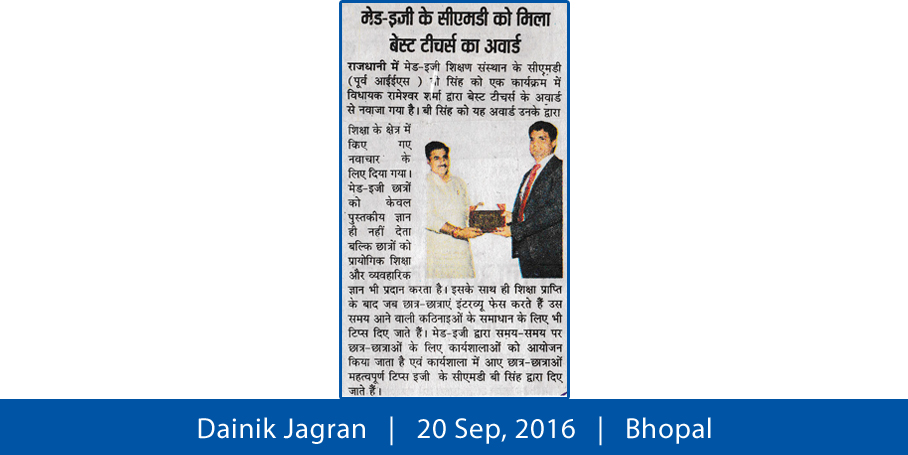 मेड-इजी के सीएमडी को मिला
बेस्ट टीचर्स का अवार्ड
राजधानी में मेड-इजी शिक्षण संस्थान के सीएमडी
(पूर्व आईईएस ) सिंह को एक कार्यक्रम में
विधायक रामेश्वर शर्मा द्वारा बेस्ट टीचर्स के अवार्ड
से नवाजा गया है। बी सिंह को यह अवार्ड उनके द्वारा
शिक्षा के क्षेत्र में
किए गए
नवाचार के
लिए दिया गया।
मेड-इजी छात्रों
को केवल
पुस्तकीय ज्ञान
ही नहीं देता
बल्कि छात्रों को
प्रायोगिक शिक्षा
और व्यवहारिक
ज्ञान भी प्रदान करता है। इसके साथ ही शिक्षा प्राप्ति
के बाद जब छात्र-छात्राएं इंटरव्यू फेस करते हैं उस
समय आने वाली कठिनाइओं के समाधान के लिए भी
टिप्स दिए जाते हैं। मेड-इजी द्वारा समय-समय पर
छात्र-छात्राओं के लिए कार्यशालाओं को आयोजन
किया जाता है एवं कार्यशाला में आए छात्र-छात्राओं
महत्वपूर्ण टिप्स इजी के सीएमडी बी सिंह द्वारा दिए
जाते हैं।
Dainik Jagran | 20 Sep, 2016 | Bhopal